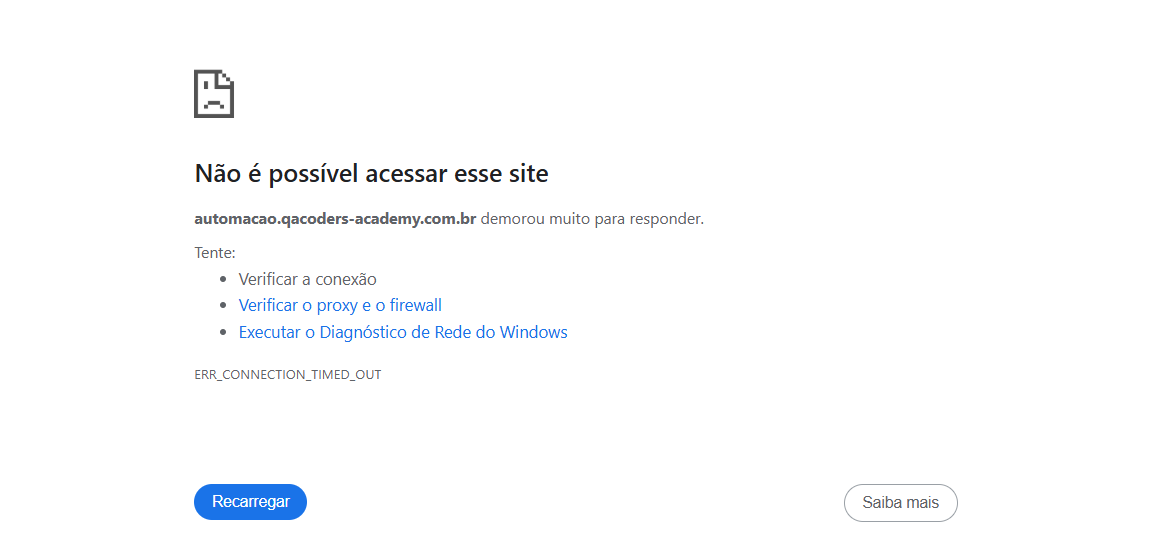 Não é possível acessar esse site
automacao.qacoders-academy.com.br demorou muito para responder.
Tente:
• Verificar a conexão
• Verificar o proxy e o firewall
• Executar o Diagnóstico de Rede do Windows
ERR_CONNECTION_TIMED_OUT
Recarregar
Saiba mais